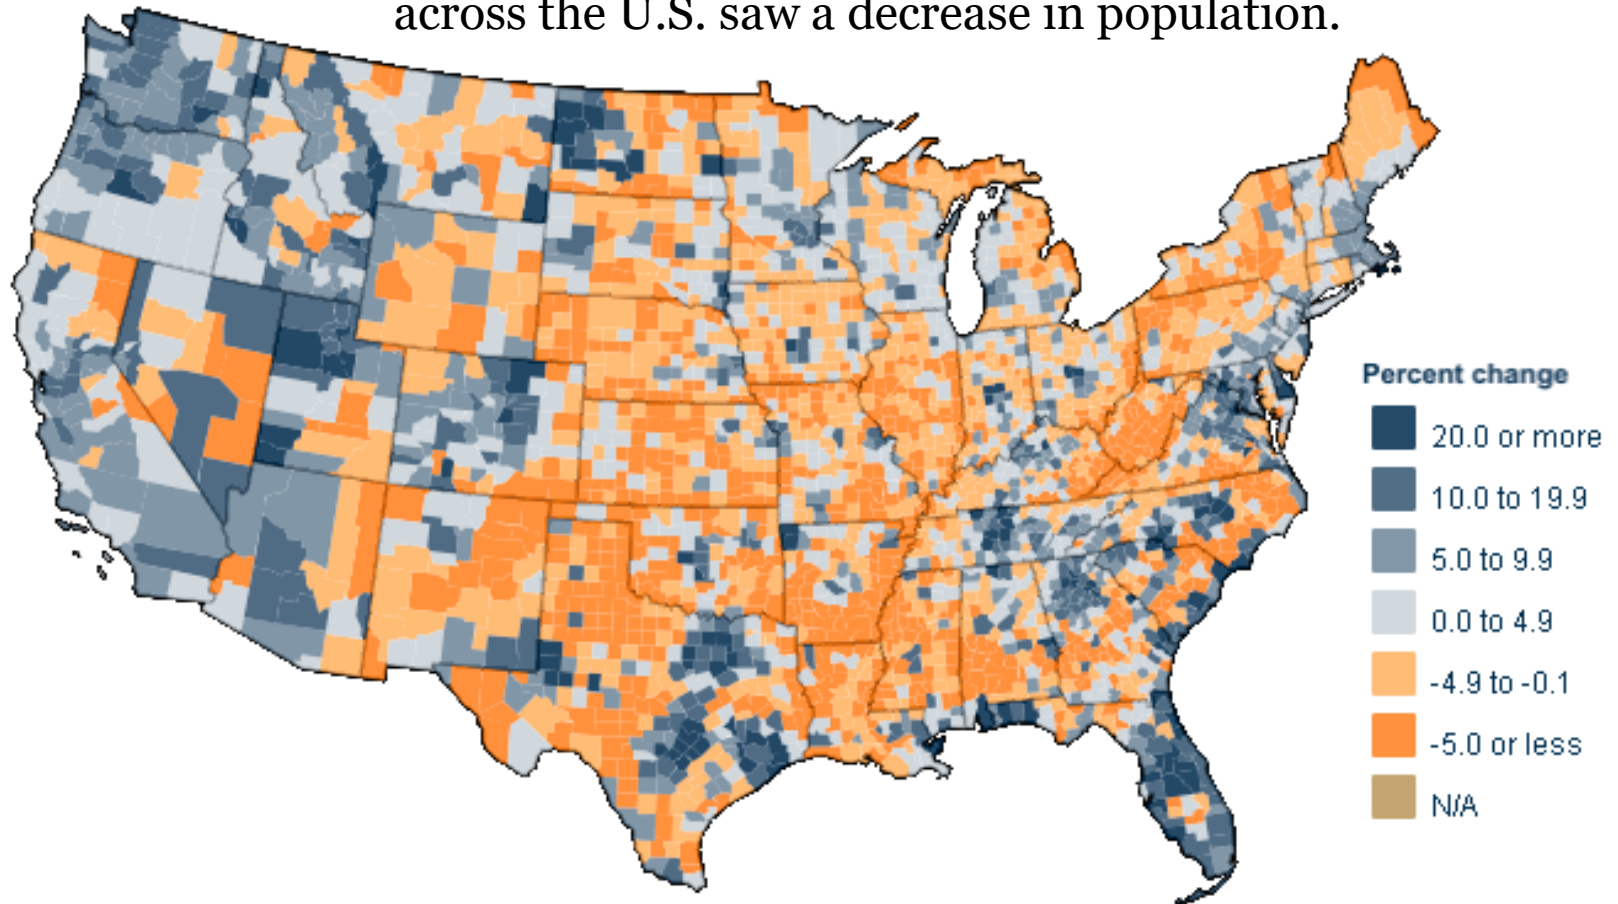 across the U.S. saw a decrease in population.
Percent change
20.0 or more
10.0 to 19.9
5.0 to 9.9
0.0 to 4.9
-4.9 to -0.1
-5.0 or less
N/A